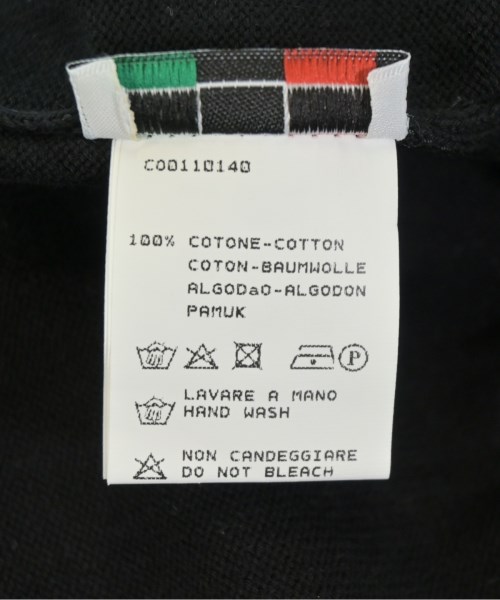 C00110140
100% COTONE-COTTON
COTON-BAUMWOLLE
ALGODaO-ALGODON
PAMUK
P
LAVARE A MANO
HAND WASH
NON CANDEGGIARE
DO NOT BLEACH